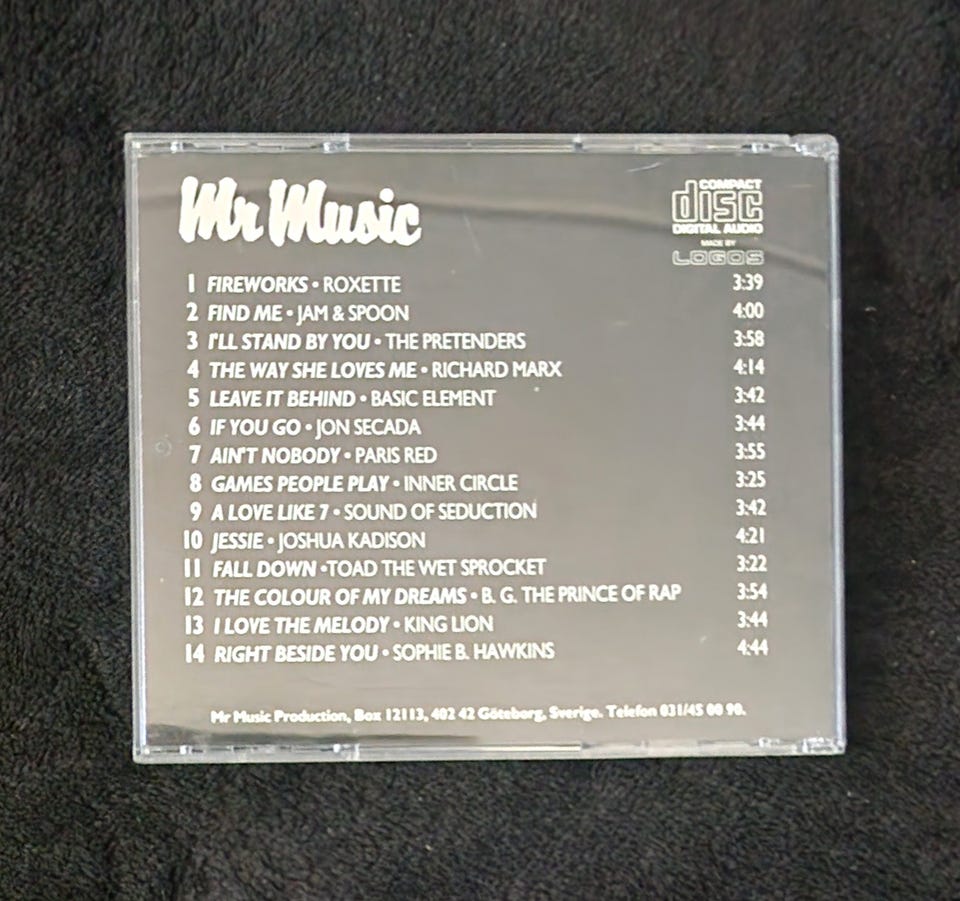 Mr Music
COMPACT
disc
DIGITAL AUDIO
MADE BY
LOGOS
1 FIREWORKS • ROXETTE 3:39
2 FIND ME • JAM & SPOON 4:00
3 I'LL STAND BY YOU • THE PRETENDERS 3:58
4 THE WAY SHE LOVES ME • RICHARD MARX 4:14
5 LEAVE IT BEHIND • BASIC ELEMENT 3:42
6 IF YOU GO • JON SECADA 3:44
7 AIN'T NOBODY • PARIS RED 3:55
8 GAMES PEOPLE PLAY • INNER CIRCLE 3:25
9 A LOVE LIKE 7 • SOUND OF SEDUCTION 3:42
10 JESSIE • JOSHUA KADISON 4:21
11 FALL DOWN •TOAD THE WET SPROCKET 3:22
12 THE COLOUR OF MY DREAMS • B. G. THE PRINCE OF RAP 3:54
13 I LOVE THE MELODY • KING LION 3:44
14 RIGHT BESIDE YOU • SOPHIE B. HAWKINS 4:44
Mr Music Production, Box 12113, 402 42 Göteborg, Sverige. Telefon 031/45 00 90.